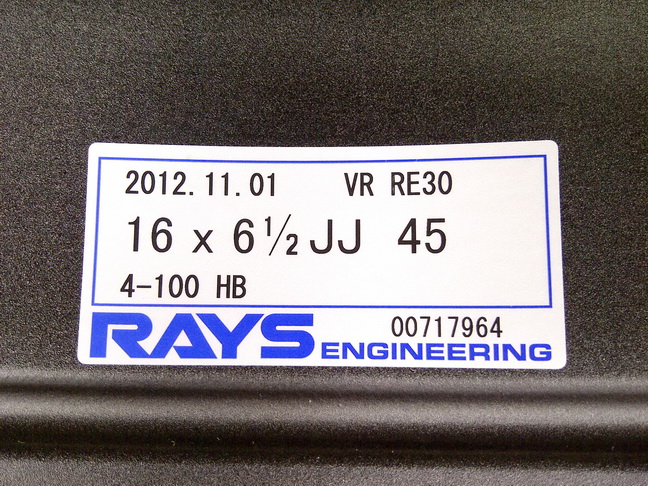 2012.11.01 VR RE30
16 x 6½ JJ 45
4-100 HB
RAYS ENGINEERING 00717964